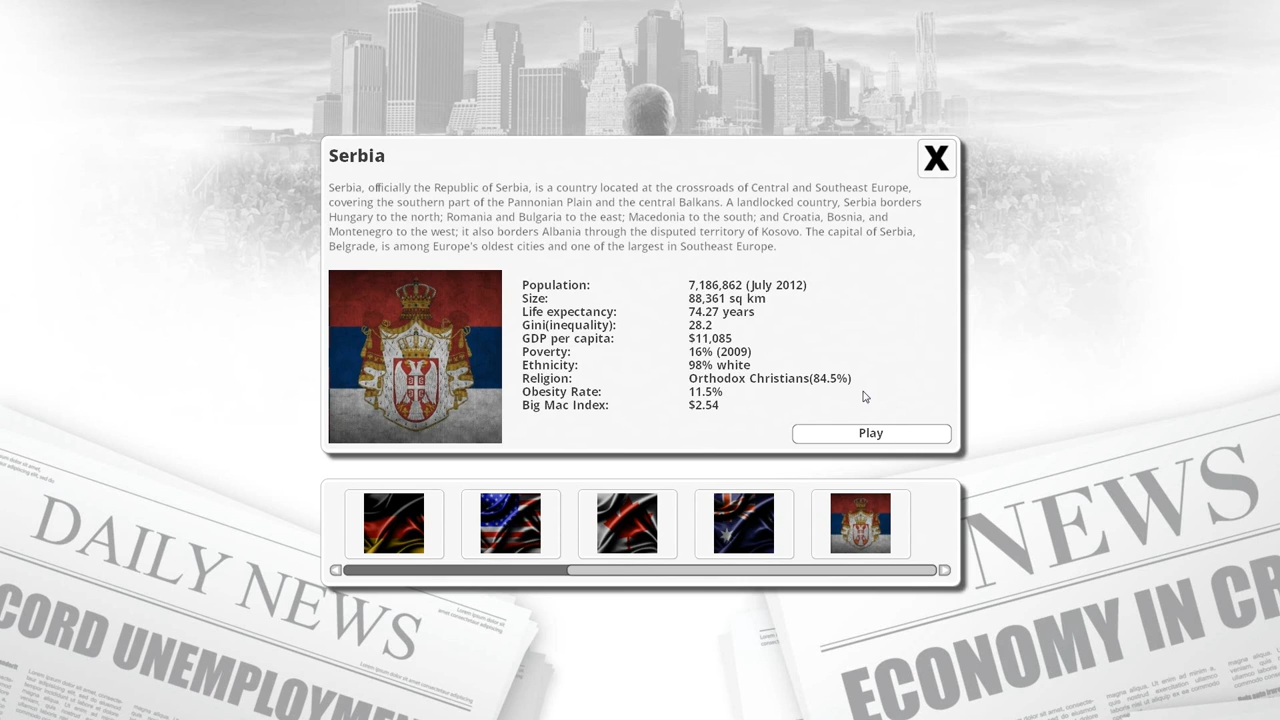 Serbia
X
Serbia, officially the Republic of Serbia, is a country located at the crossroads of Central and Southeast Europe,
covering the southern part of the Pannonian Plain and the central Balkans. A landlocked country, Serbia borders
Hungary to the north; Romania and Bulgaria to the east; Macedonia to the south; and Croatia, Bosnia, and
Montenegro to the west; it also borders Albania through the disputed territory of Kosovo. The capital of Serbia,
Belgrade, is among Europe's oldest cities and one of the largest in Southeast Europe.
Population: 7,186,862 (July 2012)
Size: 88,361 sq km
Life expectancy: 74.27 years
Gini(inequality): 28.2
GDP per capita: $11,085
Poverty: 16% (2009)
Ethnicity: 98% white
Religion: Orthodox Christians(84.5%)
Obesity Rate: 11.5%
Big Mac Index: $2.54
Play
DAILY NEWS
CORD UNEMPLOYMEN
NEWS
ECONOMY IN CR